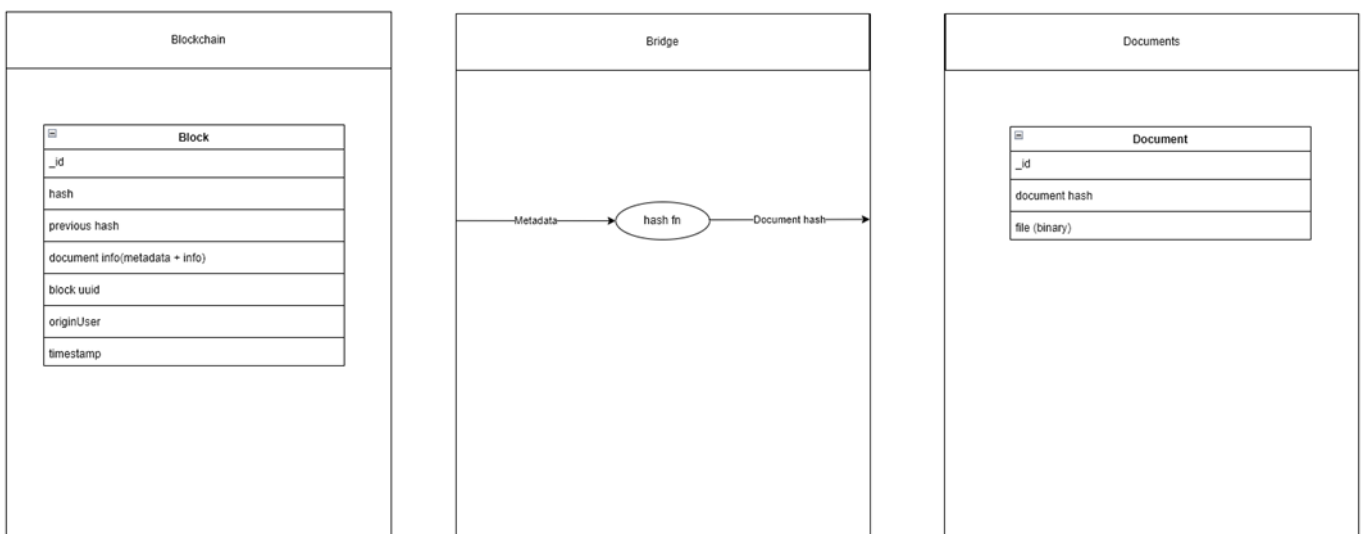 Blockchain
Block
_id
hash
previous hash
document info(metadata + info)
block uuid
originUser
timestamp
Bridge
Metadata
hash fn
Document hash
Documents
Document
_id
document hash
file (binary)